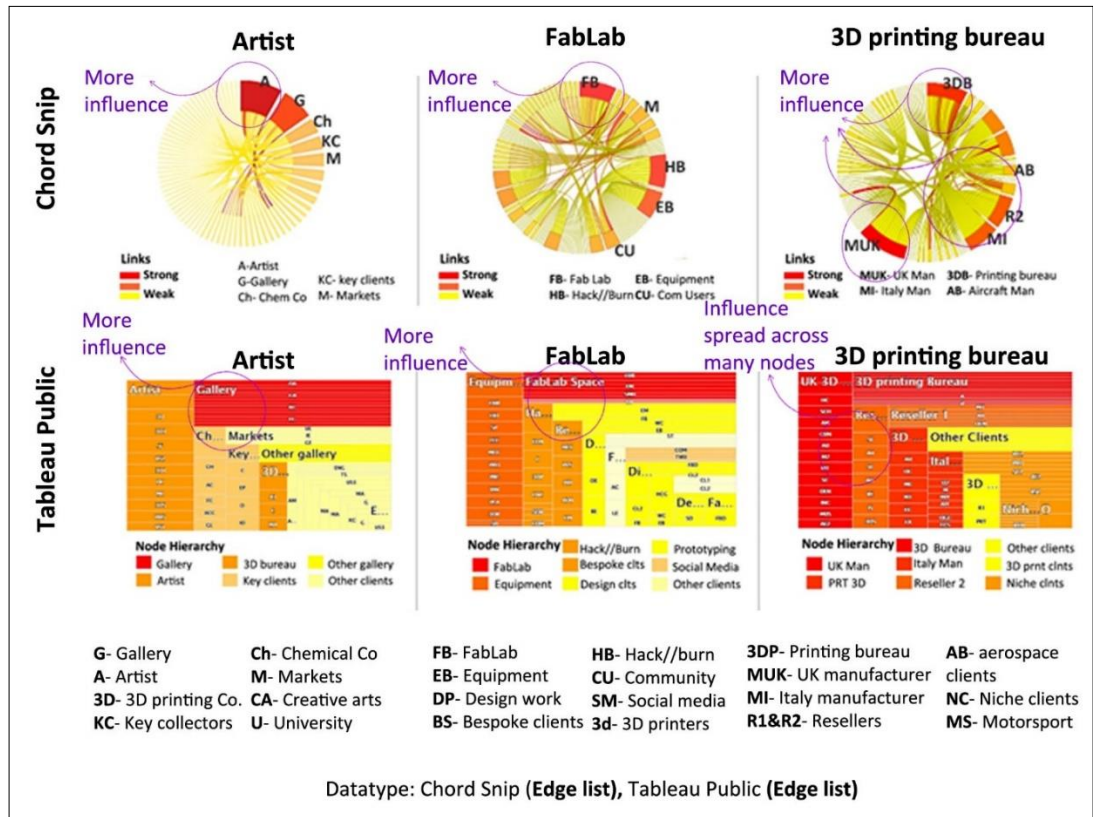 Artist
FabLab
3D printing bureau
Chord Snip
More
influence
A
G
Ch
KC
M
Links
Strong
Weak
A-Artist
G-Gallery
Ch- Chem Co
KC- key clients
M- Markets
More
influence
FB
M
HB
EB
CU
Links
Strong
Weak
FB- Fab Lab
HB- Hack//Burn
EB- Equipment
CU- Com Users
More
influence
3DB
AB
R2
MI
MUK
Links
Strong
Weak
MUK- UK Man
MI- Italy Man
3DB- Printing bureau
AB- Aircraft Man
Tableau Public
More
influence
Artist
Gallery
Ch...
Markets
Key...
Other gallery
3D...
E...
Node Hierarchy
Gallery
Artist
3D bureau
Key clients
Other gallery
Other clients
More
influence
FabLab
Equipm...
FabLab Space
Ha...
Re...
D...
F...
Di...
De...
Fa...
Node Hierarchy
FabLab
Equipment
Hack//Burn
Bespoke clts
Design clts
Prototyping
Social Media
Other clients
Influence
spread across
many nodes
3D printing bureau
UK 3D...
3D printing Bureau
Res...
Reseller 1
3D...
Other Clients
Ital...
3D...
Node Hierarchy
UK Man
PRT 3D
3D Bureau
Italy Man
Reseller 2
Other clients
3D prnt clnts
Niche clnts
G- Gallery
A- Artist
3D- 3D printing Co.
KC- Key collectors
Ch- Chemical Co
M- Markets
CA- Creative arts
U- University
FB- FabLab
EB- Equipment
DP- Design work
BS- Bespoke clients
HB- Hack//burn
CU- Community
SM- Social media
3d- 3D printers
3DP- Printing bureau
MUK- UK manufacturer
MI- Italy manufacturer
R1&R2- Resellers
AB- aerospace
clients
NC- Niche clients
MS- Motorsport
Datatype: Chord Snip (Edge list), Tableau Public (Edge list)